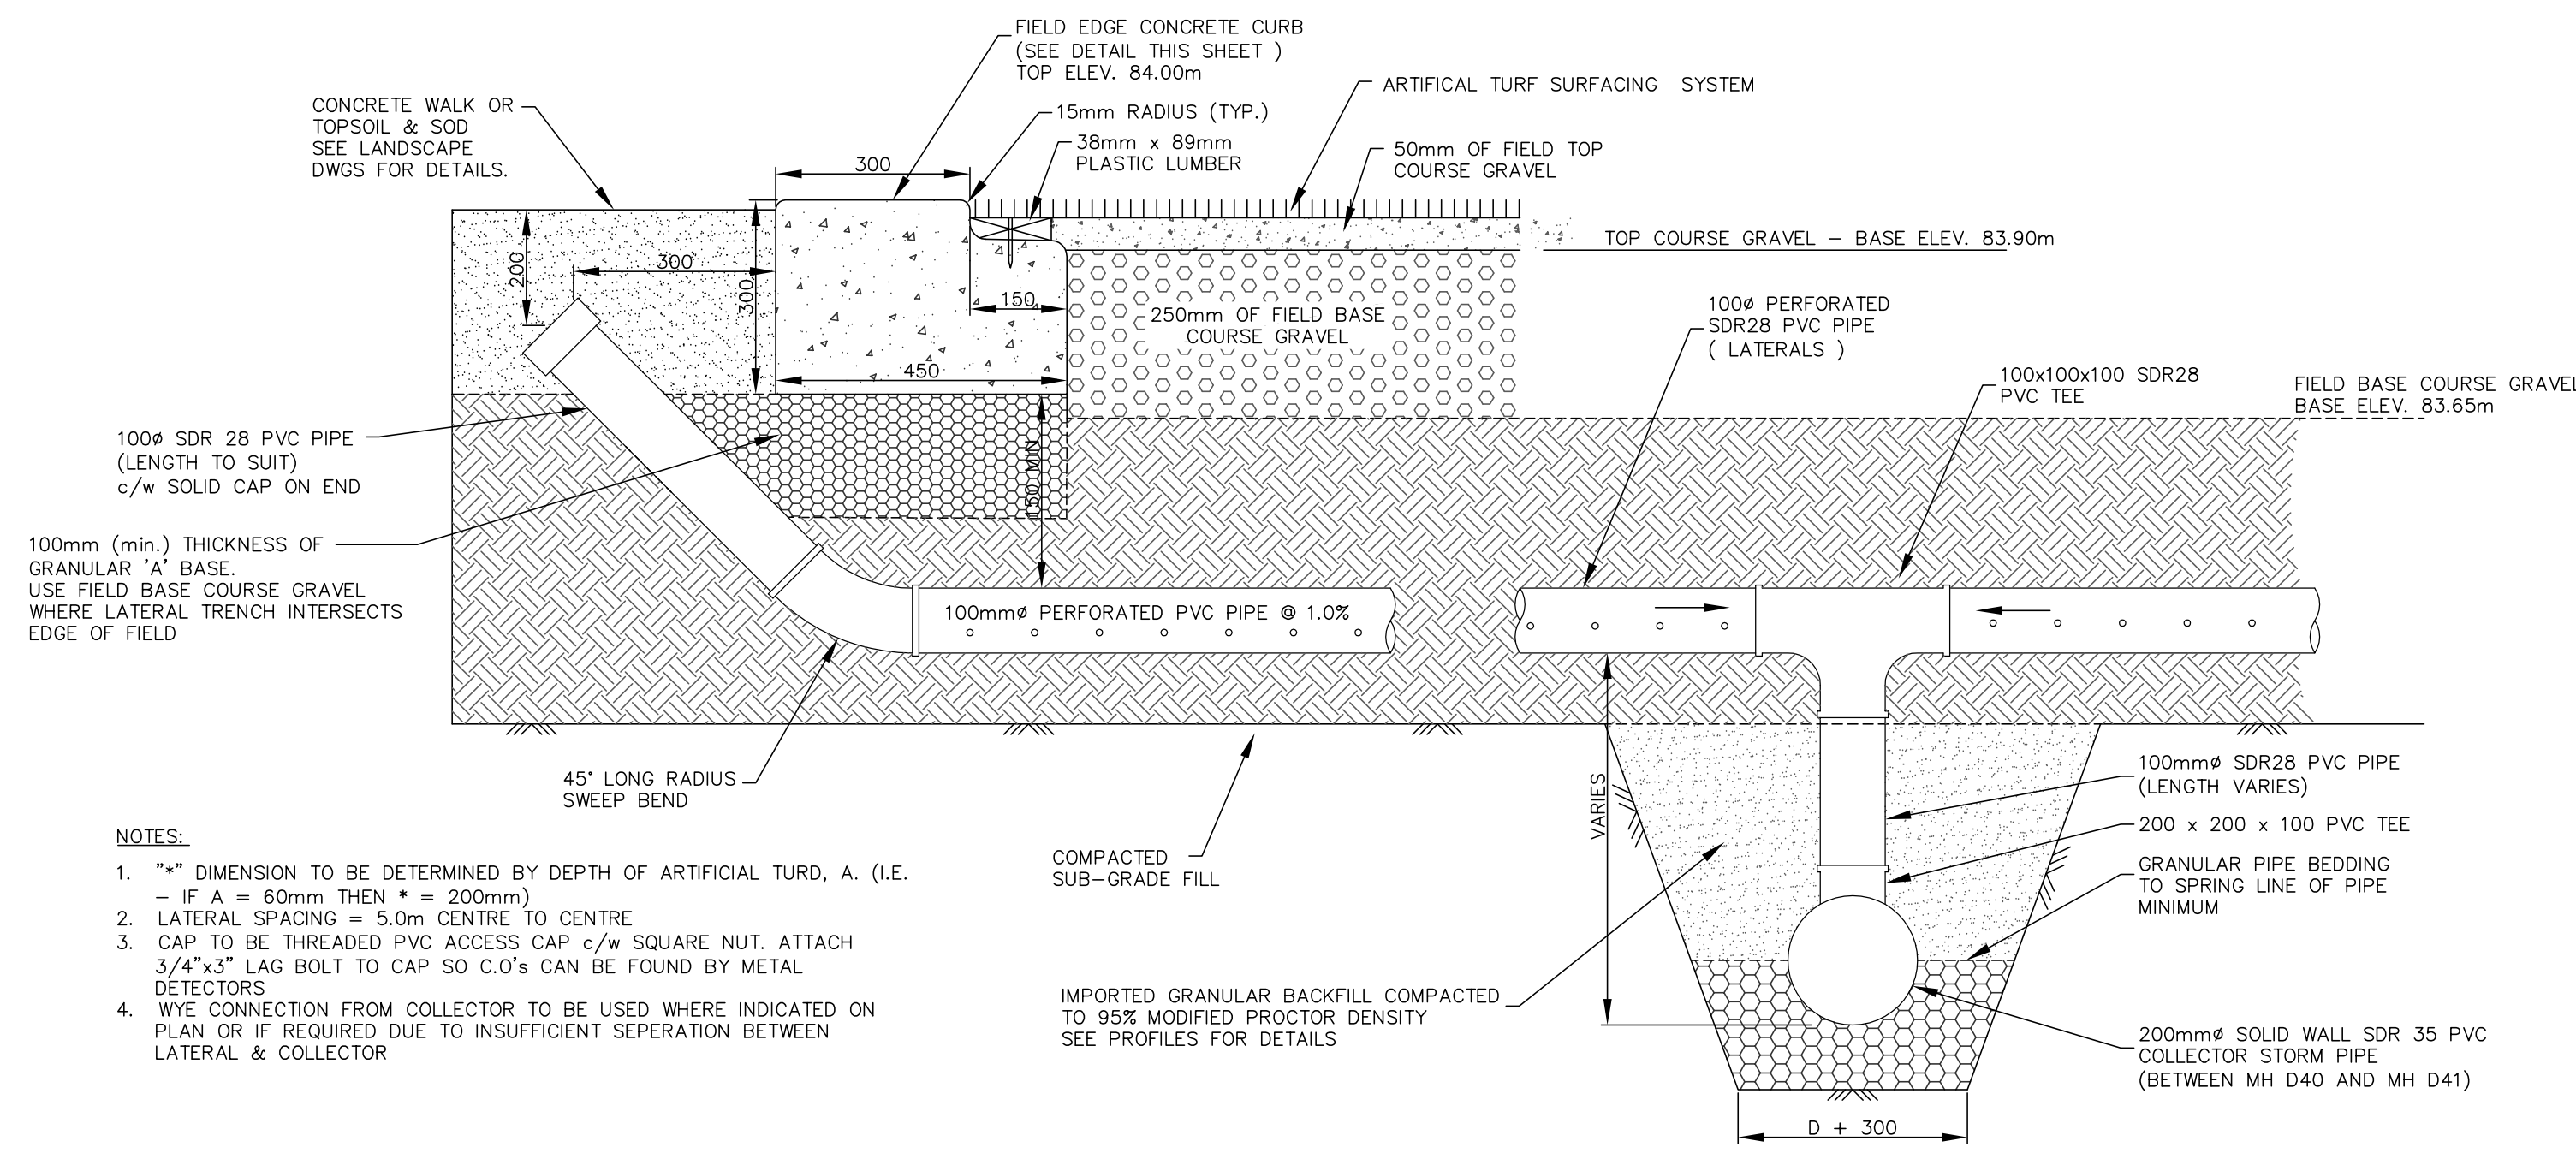 FIELD EDGE CONCRETE CURB
(SEE DETAIL THIS SHEET )
TOP ELEV. 84.00m
ARTIFICAL TURF SURFACING SYSTEM
CONCRETE WALK OR
TOPSOIL & SOD
SEE LANDSCAPE
DWGS FOR DETAILS.
15mm RADIUS (TYP.)
38mm x 89mm
PLASTIC LUMBER
50mm OF FIELD TOP
COURSE GRAVEL
300
TOP COURSE GRAVEL – BASE ELEV. 83.90m
200
300
300
150
250mm OF FIELD BASE
COURSE GRAVEL
450
100ø PERFORATED
SDR28 PVC PIPE
( LATERALS )
100x100x100 SDR28
PVC TEE
FIELD BASE COURSE GRAVEL
BASE ELEV. 83.65m
100ø SDR 28 PVC PIPE
(LENGTH TO SUIT)
c/w SOLID CAP ON END
150 MIN
100mm (min.) THICKNESS OF
GRANULAR 'A' BASE.
USE FIELD BASE COURSE GRAVEL
WHERE LATERAL TRENCH INTERSECTS
EDGE OF FIELD
100mmø PERFORATED PVC PIPE @ 1.0%
45° LONG RADIUS
SWEEP BEND
COMPACTED
SUB-GRADE FILL
VARIES
100mmø SDR28 PVC PIPE
(LENGTH VARIES)
200 x 200 x 100 PVC TEE
GRANULAR PIPE BEDDING
TO SPRING LINE OF PIPE
MINIMUM
IMPORTED GRANULAR BACKFILL COMPACTED
TO 95% MODIFIED PROCTOR DENSITY
SEE PROFILES FOR DETAILS
200mmø SOLID WALL SDR 35 PVC
COLLECTOR STORM PIPE
(BETWEEN MH D40 AND MH D41)
D + 300
NOTES:
1. "*" DIMENSION TO BE DETERMINED BY DEPTH OF ARTIFICIAL TURD, A. (I.E.
– IF A = 60mm THEN * = 200mm)
2. LATERAL SPACING = 5.0m CENTRE TO CENTRE
3. CAP TO BE THREADED PVC ACCESS CAP c/w SQUARE NUT. ATTACH
3/4"x3" LAG BOLT TO CAP SO C.O's CAN BE FOUND BY METAL
DETECTORS
4. WYE CONNECTION FROM COLLECTOR TO BE USED WHERE INDICATED ON
PLAN OR IF REQUIRED DUE TO INSUFFICIENT SEPERATION BETWEEN
LATERAL & COLLECTOR